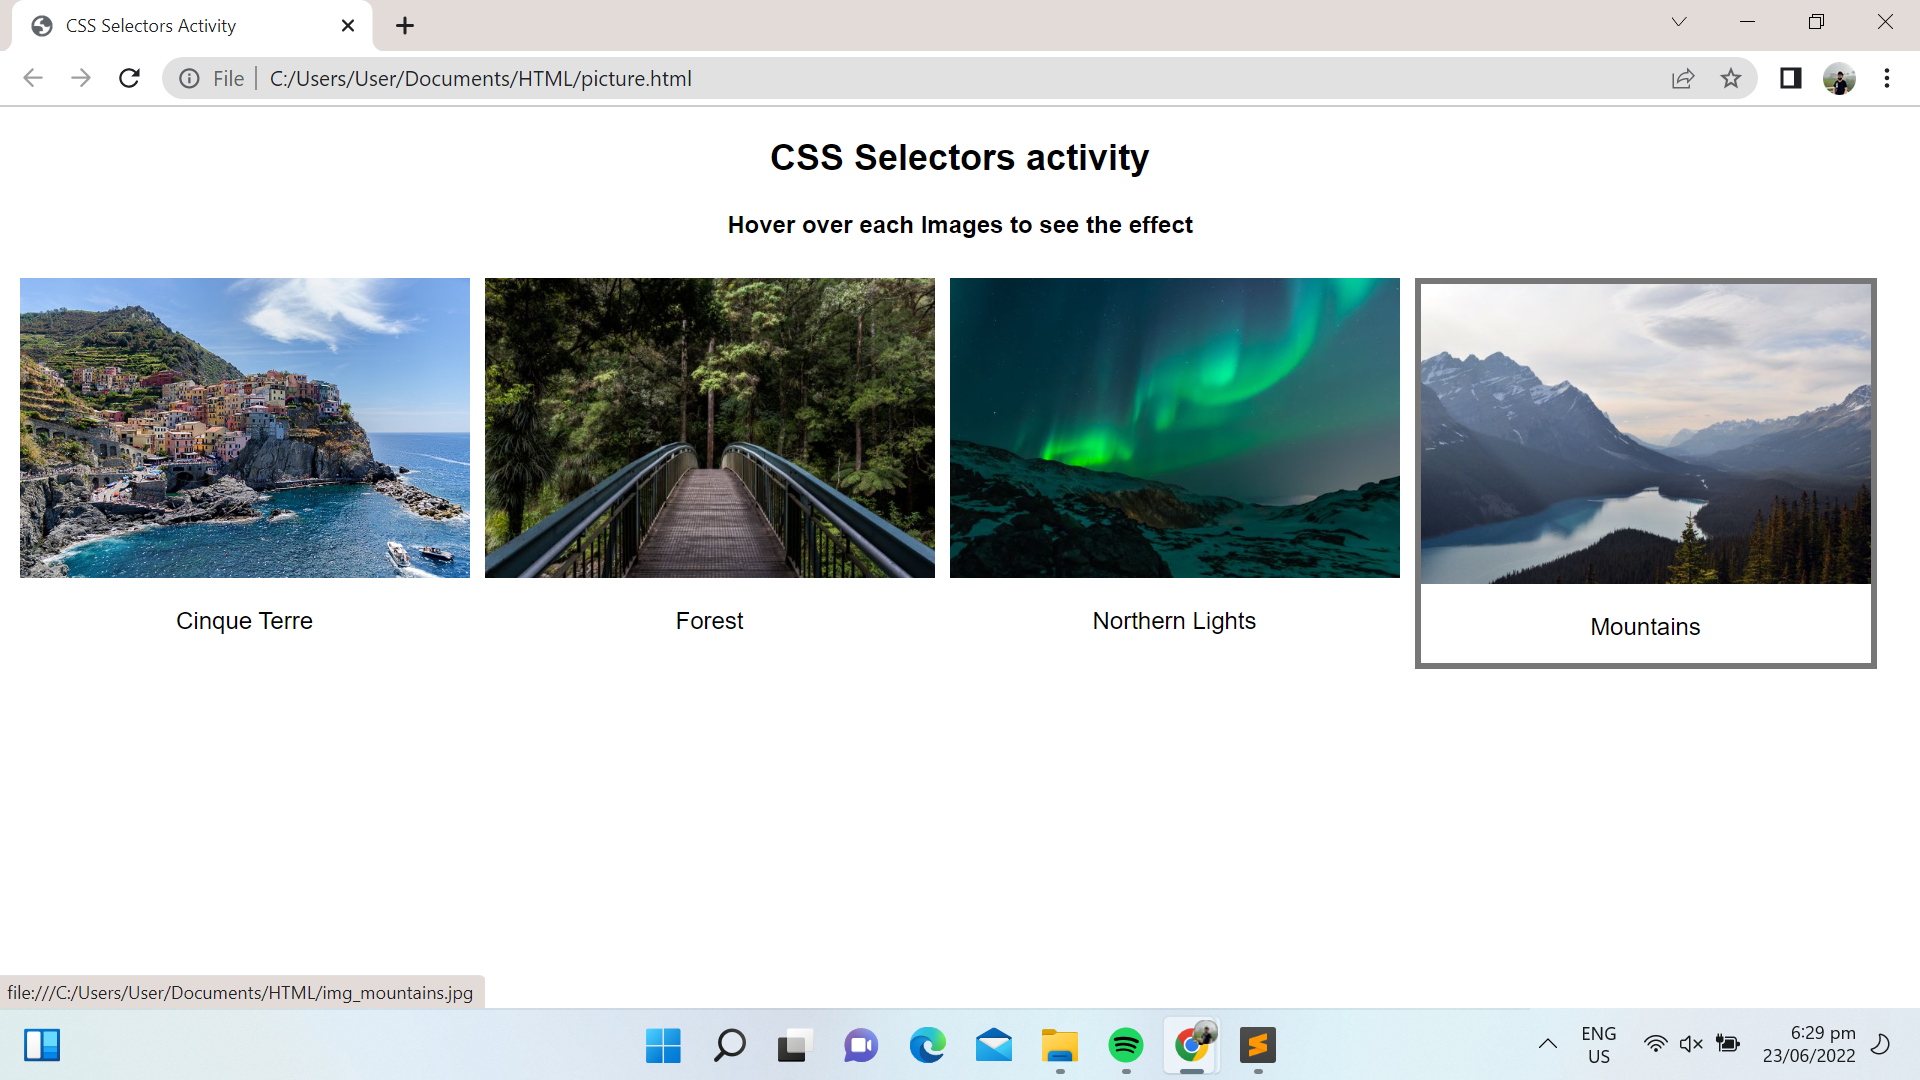 CSS Selectors Activity
File
C:/Users/User/Documents/HTML/picture.html
CSS Selectors activity
Hover over each Images to see the effect
Cinque Terre
Forest
Northern Lights
Mountains
file:///C:/Users/User/Documents/HTML/img_mountains.jpg
ENG
US
6:29 pm
23/06/2022